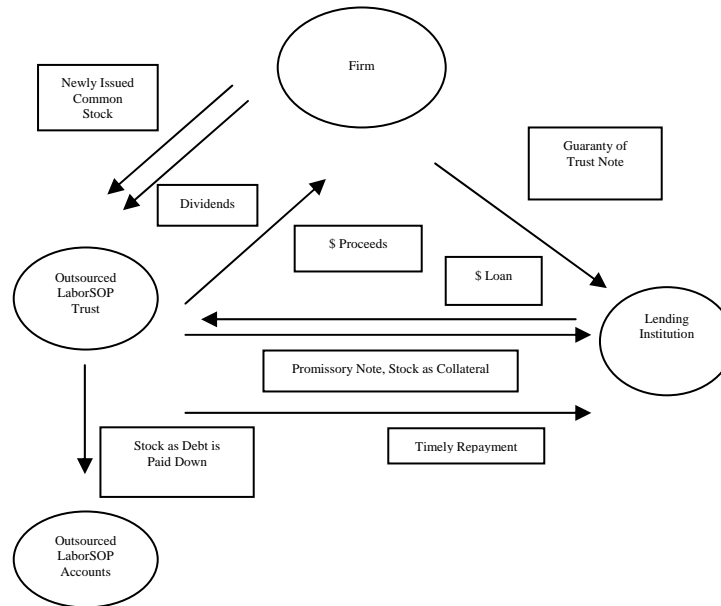 Firm
Newly Issued
Common
Stock
Guaranty of
Trust Note
Dividends
$ Proceeds
$ Loan
Outsourced
LaborSOP
Trust
Lending
Institution
Promissory Note, Stock as Collateral
Stock as Debt is
Paid Down
Timely Repayment
Outsourced
LaborSOP
Accounts